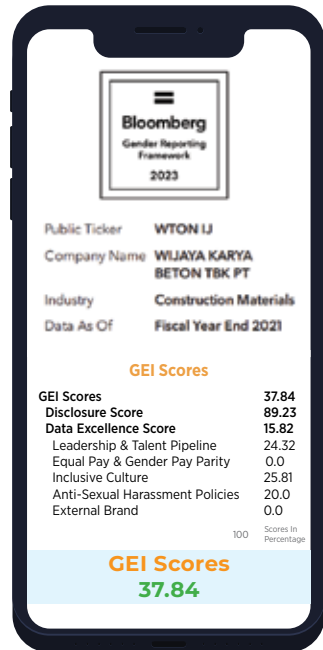 Bloomberg
Gender Reporting
Framework
2023
Public Ticker WTON IJ
Company Name WIJAYA KARYA
BETON TBK PT
Industry Construction Materials
Data As Of Fiscal Year End 2021
GEI Scores
GEI Scores 37.84
Disclosure Score 89.23
Data Excellence Score 15.82
Leadership & Talent Pipeline 24.32
Equal Pay & Gender Pay Parity 0.0
Inclusive Culture 25.81
Anti-Sexual Harassment Policies 20.0
External Brand 0.0
100 Scores In
Percentage
GEI Scores
37.84